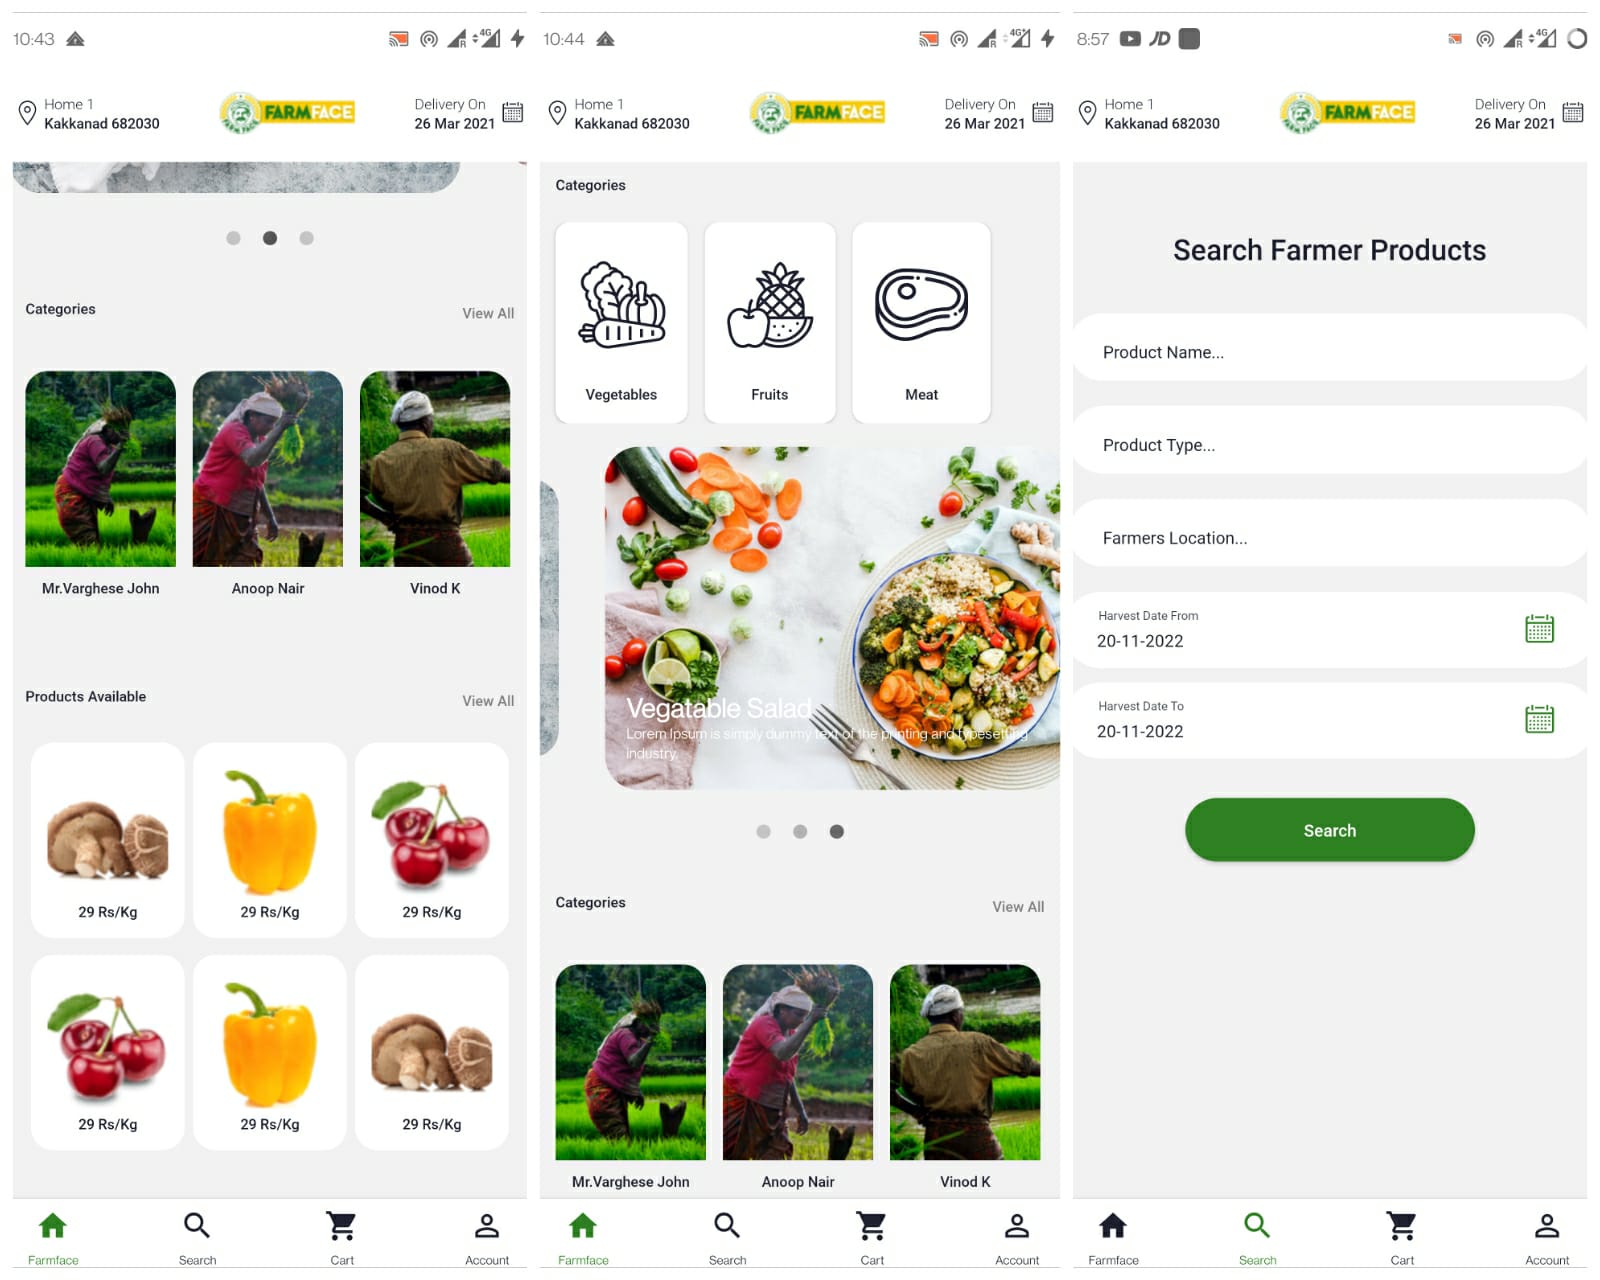 10:43
R
4G
Home 1
Kakkanad 682030
FARMFACE
Delivery On
26 Mar 2021
Categories
View All
Mr.Varghese John
Anoop Nair
Vinod K
Products Available
View All
29 Rs/Kg
29 Rs/Kg
29 Rs/Kg
29 Rs/Kg
29 Rs/Kg
29 Rs/Kg
Farmface
Search
Cart
Account
10:44
R
4G+
Home 1
Kakkanad 682030
FARMFACE
Delivery On
26 Mar 2021
Categories
Vegetables
Fruits
Meat
Vegatable Salad
Lorem Ipsum is simply dummy text of the printing and typesetting
industry.
Categories
View All
Mr.Varghese John
Anoop Nair
Vinod K
Farmface
Search
Cart
Account
8:57
JD
R
4G
Home 1
Kakkanad 682030
FARMFACE
Delivery On
26 Mar 2021
Search Farmer Products
Product Name...
Product Type...
Farmers Location...
Harvest Date From
20-11-2022
Harvest Date To
20-11-2022
Search
Farmface
Search
Cart
Account